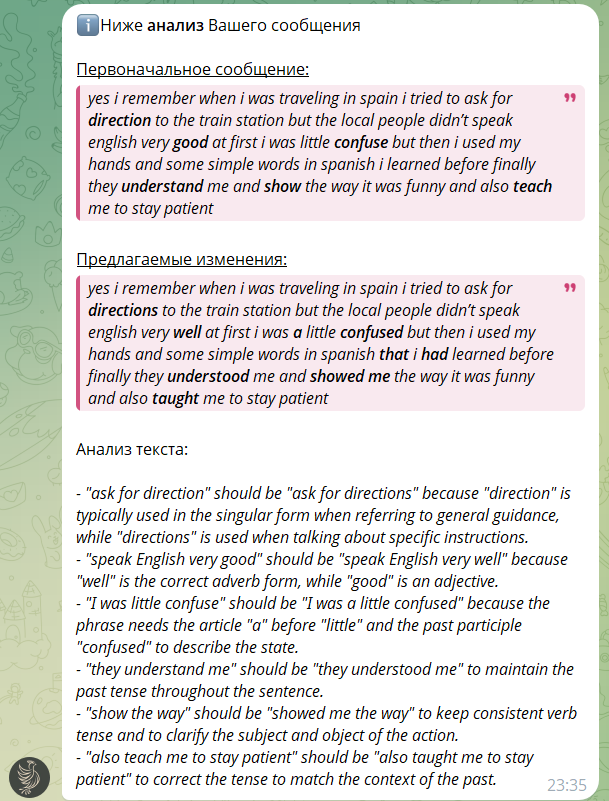 ℹ️Ниже анализ Вашего сообщения
Первоначальное сообщение:
yes i remember when i was traveling in spain i tried to ask for
direction to the train station but the local people didn’t speak
english very good at first i was little confuse but then i used my
hands and some simple words in spanish i learned before finally
they understand me and show the way it was funny and also teach
me to stay patient
Предлагаемые изменения:
yes i remember when i was traveling in spain i tried to ask for
directions to the train station but the local people didn’t speak
english very well at first i was a little confused but then i used my
hands and some simple words in spanish that i had learned before
finally they understood me and showed me the way it was funny
and also taught me to stay patient
Анализ текста:
- "ask for direction" should be "ask for directions" because "direction" is
typically used in the singular form when referring to general guidance,
while "directions" is used when talking about specific instructions.
- "speak English very good" should be "speak English very well" because
"well" is the correct adverb form, while "good" is an adjective.
- "I was little confuse" should be "I was a little confused" because the
phrase needs the article "a" before "little" and the past participle
"confused" to describe the state.
- "they understand me" should be "they understood me" to maintain the
past tense throughout the sentence.
- "show the way" should be "showed me the way" to keep consistent verb
tense and to clarify the subject and object of the action.
- "also teach me to stay patient" should be "also taught me to stay
patient" to correct the tense to match the context of the past.
23:35